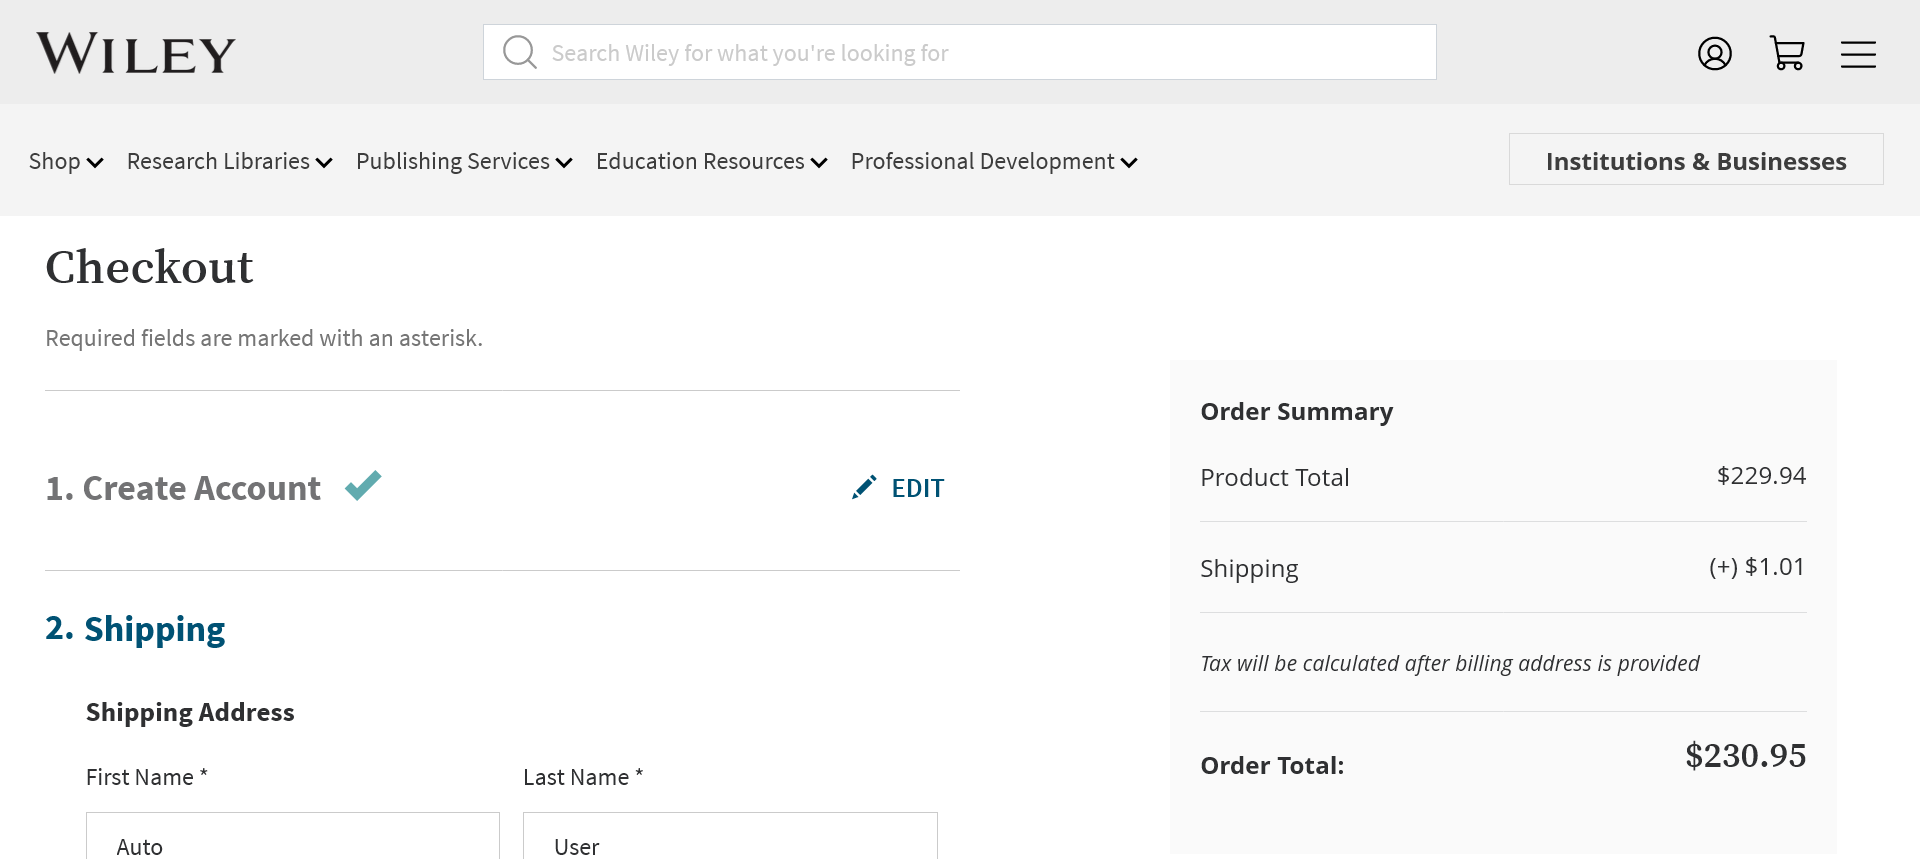 WILEY
Search Wiley for what you're looking for
Shop Research Libraries Publishing Services Education Resources Professional Development Institutions & Businesses
Checkout
Required fields are marked with an asterisk.
1. Create Account EDIT
2. Shipping
Shipping Address
First Name * Last Name *
Auto User
Order Summary
Product Total $229.94
Shipping (+) $1.01
Tax will be calculated after billing address is provided
Order Total: $230.95